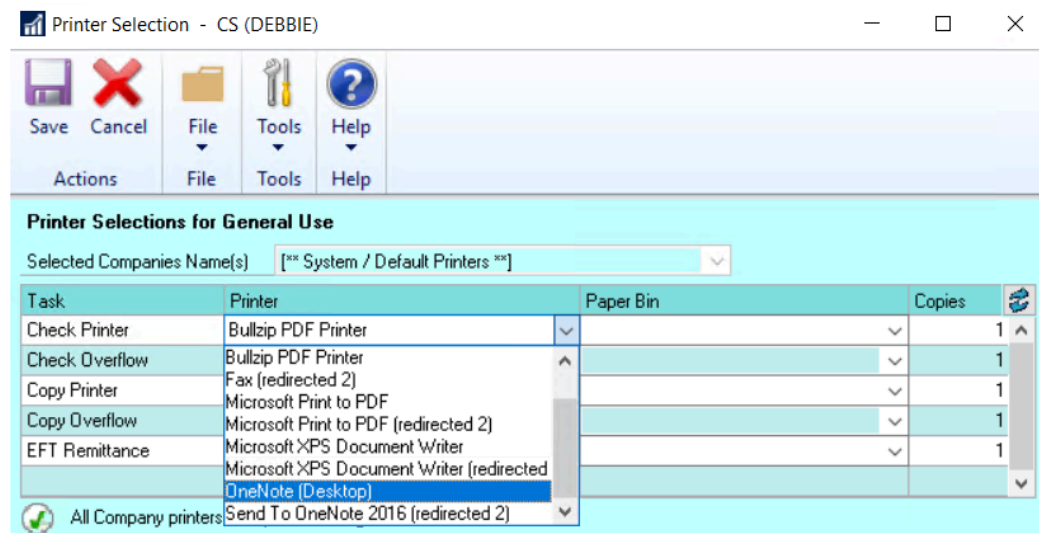 Printer Selection - CS (DEBBIE)
Save Cancel File Tools Help
Actions File Tools Help
Printer Selections for General Use
Selected Companies Name(s) [** System / Default Printers **]
Task Printer Paper Bin Copies
Check Printer Bullzip PDF Printer 1
Check Overflow Bullzip PDF Printer 1
Fax (redirected 2)
Copy Printer Microsoft Print to PDF 1
Copy Overflow Microsoft Print to PDF (redirected 2) 1
EFT Remittance Microsoft XPS Document Writer 1
Microsoft XPS Document Writer (redirected
OneNote (Desktop)
All Company printers Send To OneNote 2016 (redirected 2)